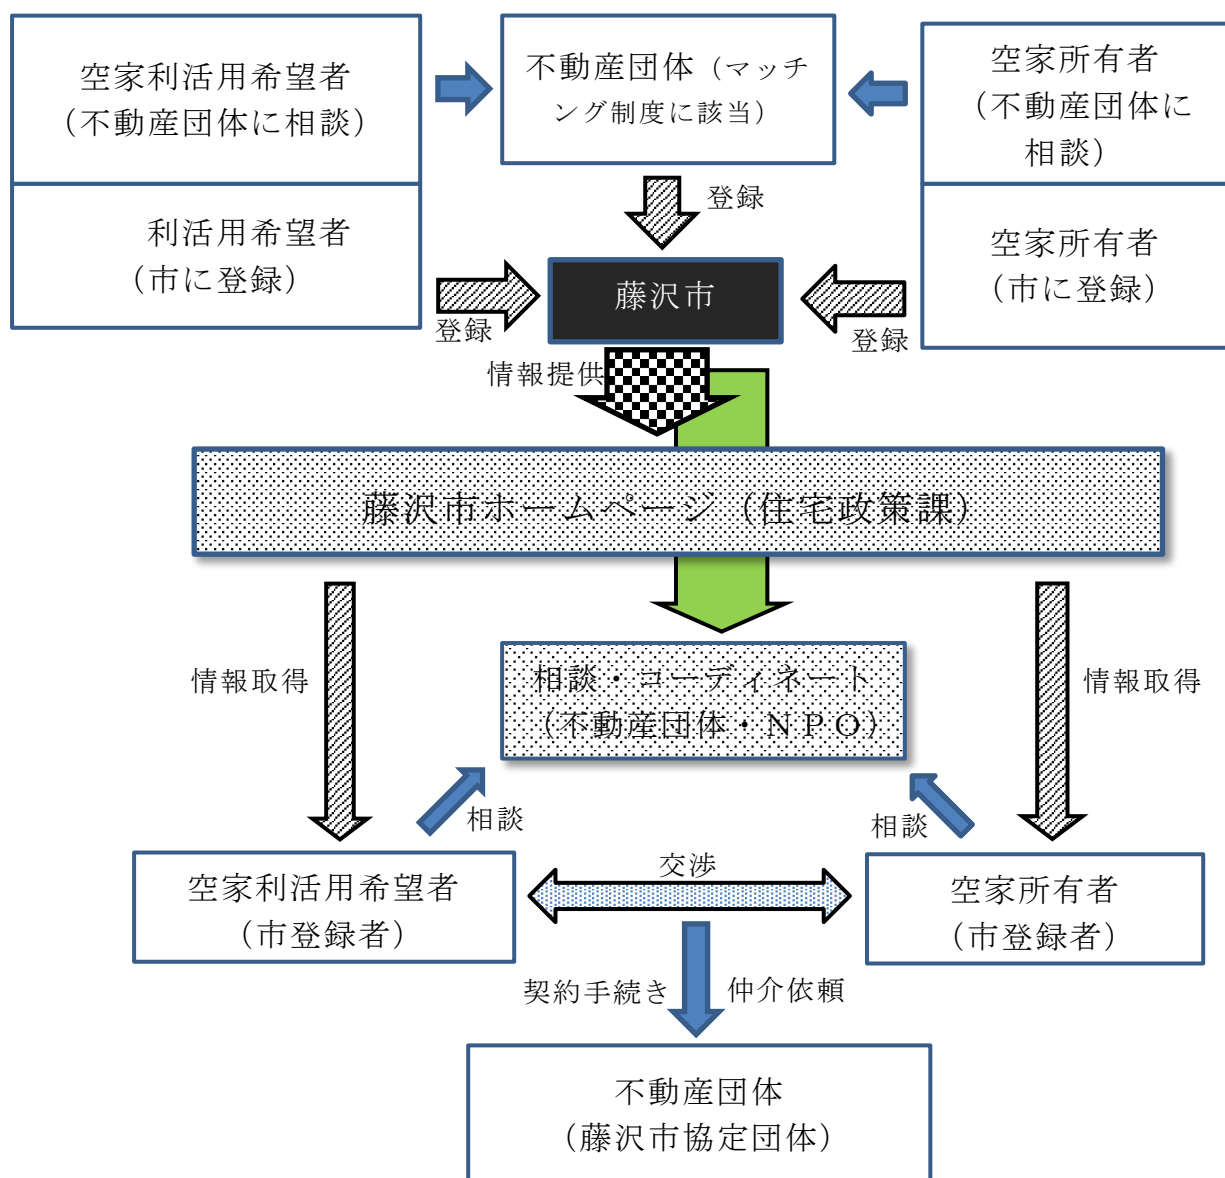 空家利活用希望者
（不動産団体に相談）
不動産団体（マッチ
ング制度に該当）
空家所有者
（不動産団体に
相談）
登録
利活用希望者
（市に登録）
空家所有者
（市に登録）
藤沢市
登録
登録
情報提供
藤沢市ホームページ（住宅政策課）
情報取得
相談・コーディネート
（不動産団体・ＮＰＯ）
情報取得
相談
相談
空家利活用希望者
（市登録者）
交渉
空家所有者
（市登録者）
契約手続き
仲介依頼
不動産団体
（藤沢市協定団体）